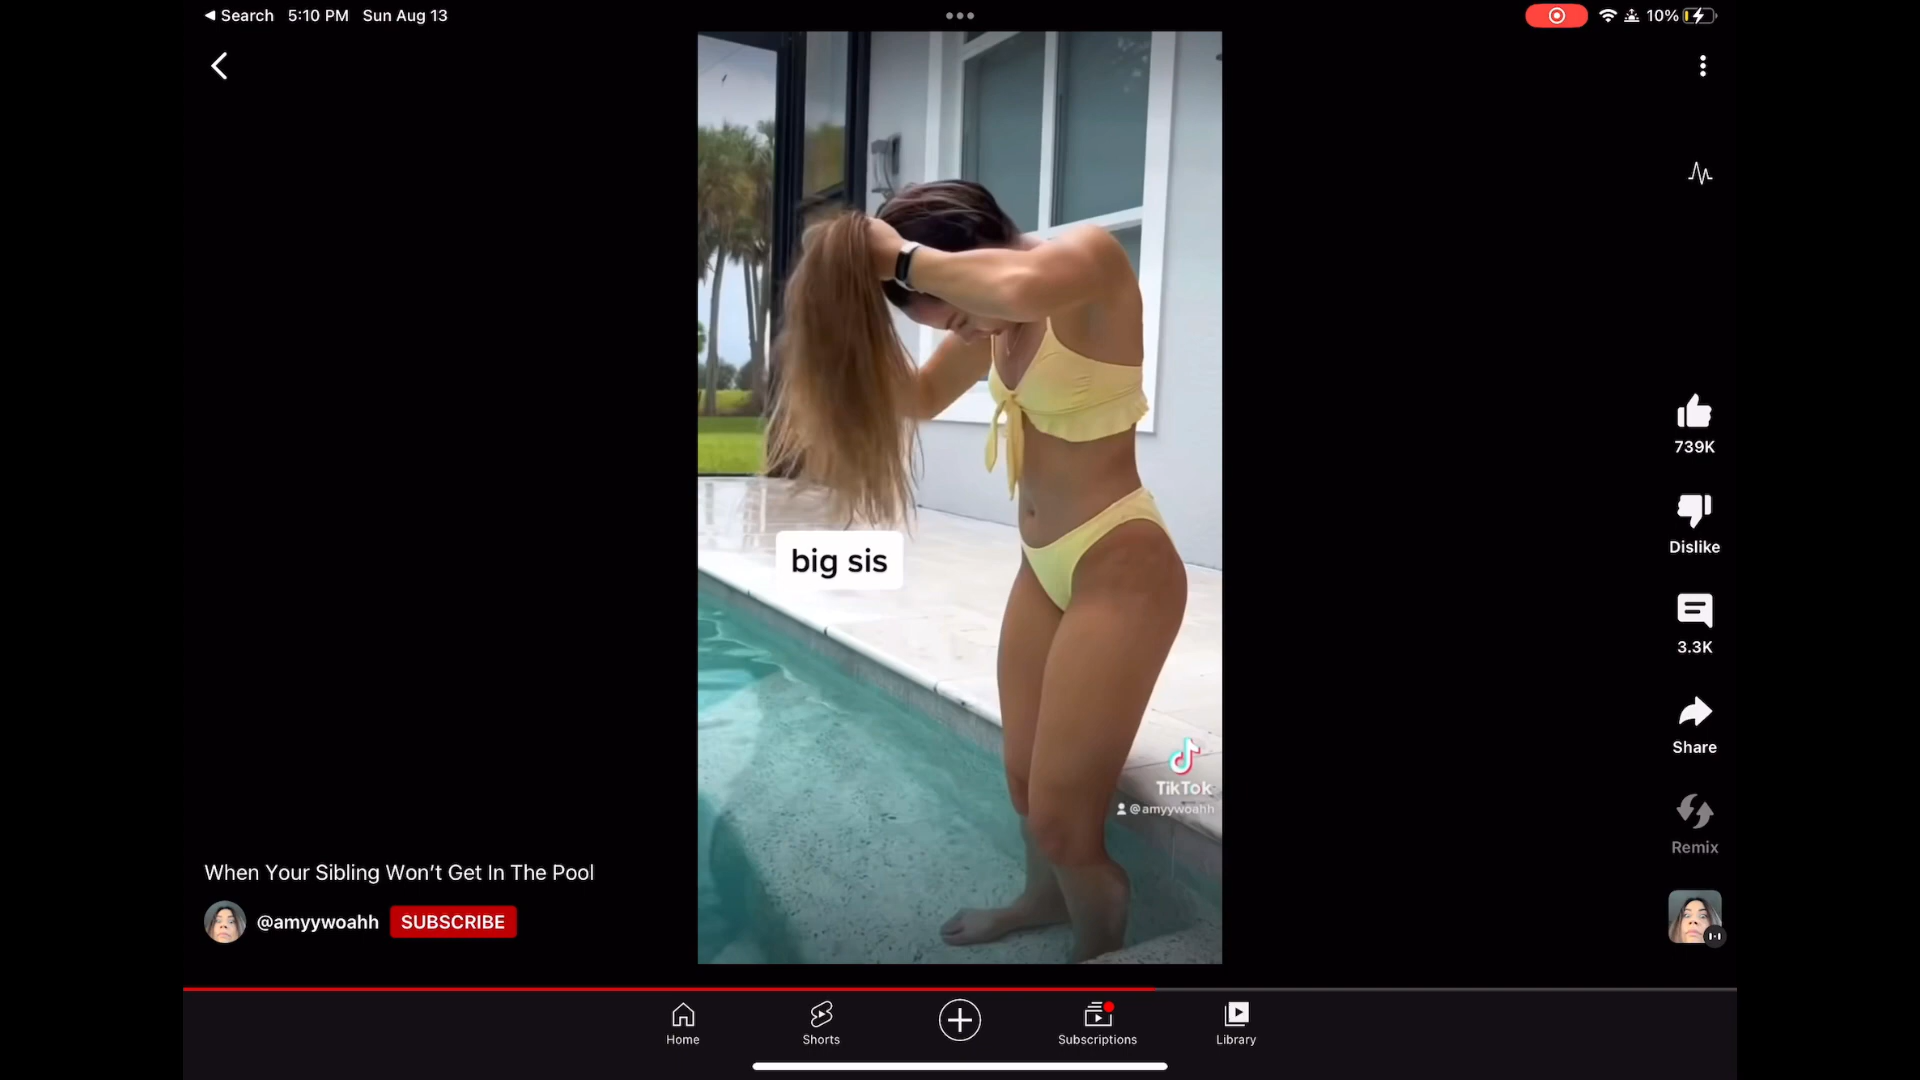 Search 5:10 PM Sun Aug 13
10%
big sis
739K
Dislike
3.3K
Share
TikTok
@amyywoahh
Remix
When Your Sibling Won't Get In The Pool
@amyywoahh SUBSCRIBE
Home Shorts Subscriptions Library